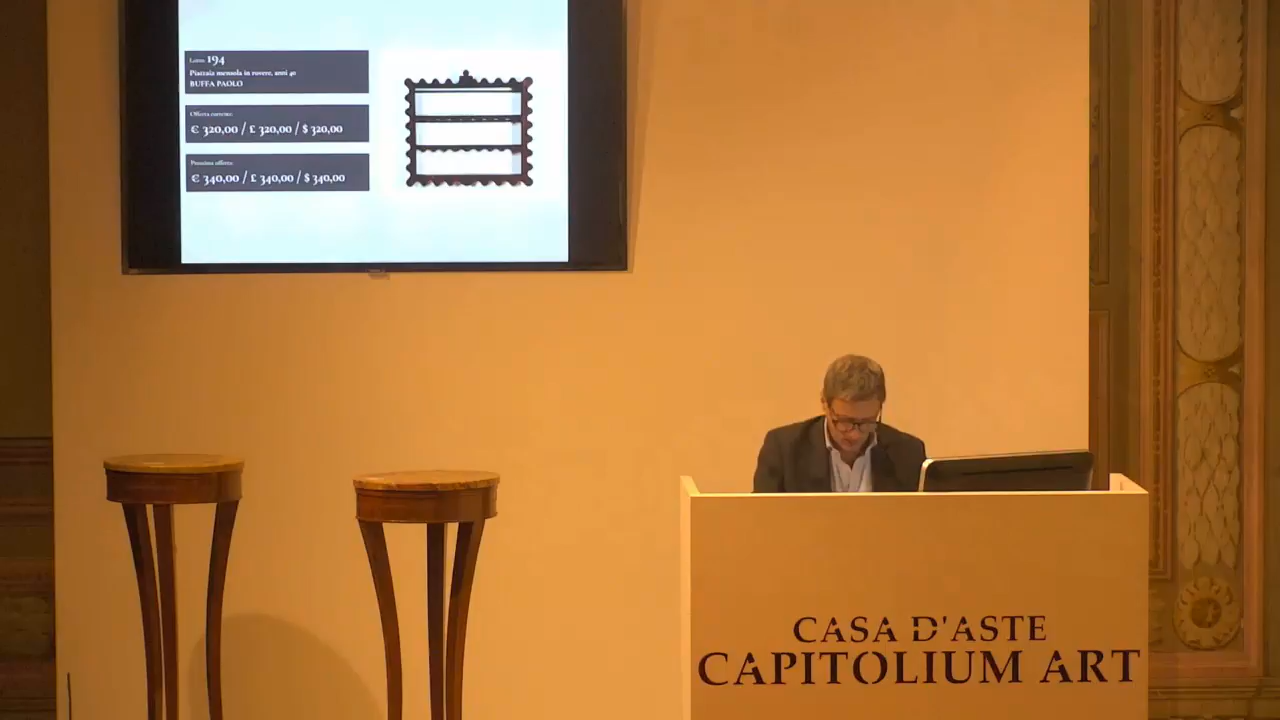 Lotto: 194
Piattaia mensola in rovere, anni 40
BUFFA PAOLO
Offerta corrente:
€ 320,00 / £ 320,00 / $ 320,00
Prossima offerta:
€ 340,00 / £ 340,00 / $ 340,00
CASA D'ASTE
CAPITOLIUM ART